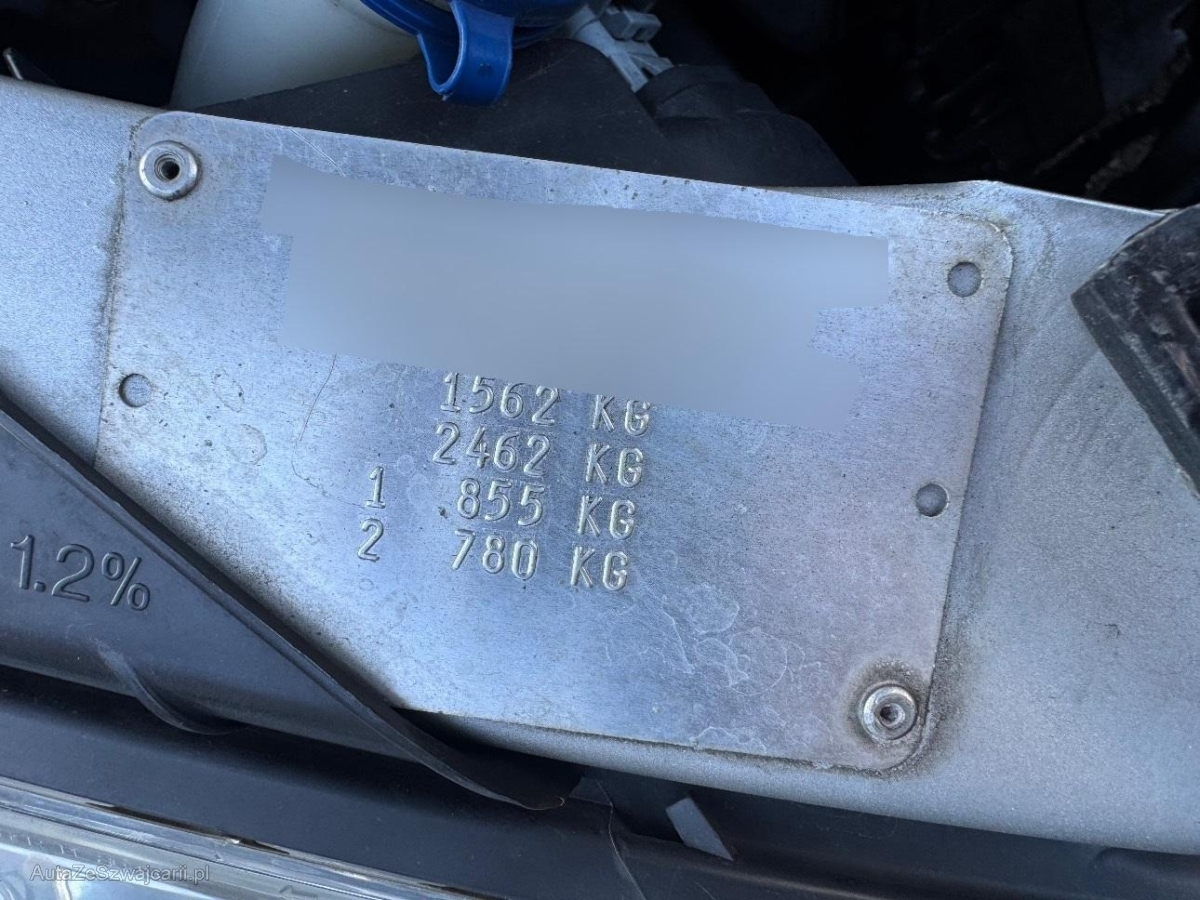 1562 KG
2462 KG
1 855 KG
2 780 KG
1.2%
AutaZeSzwajcarii.pl